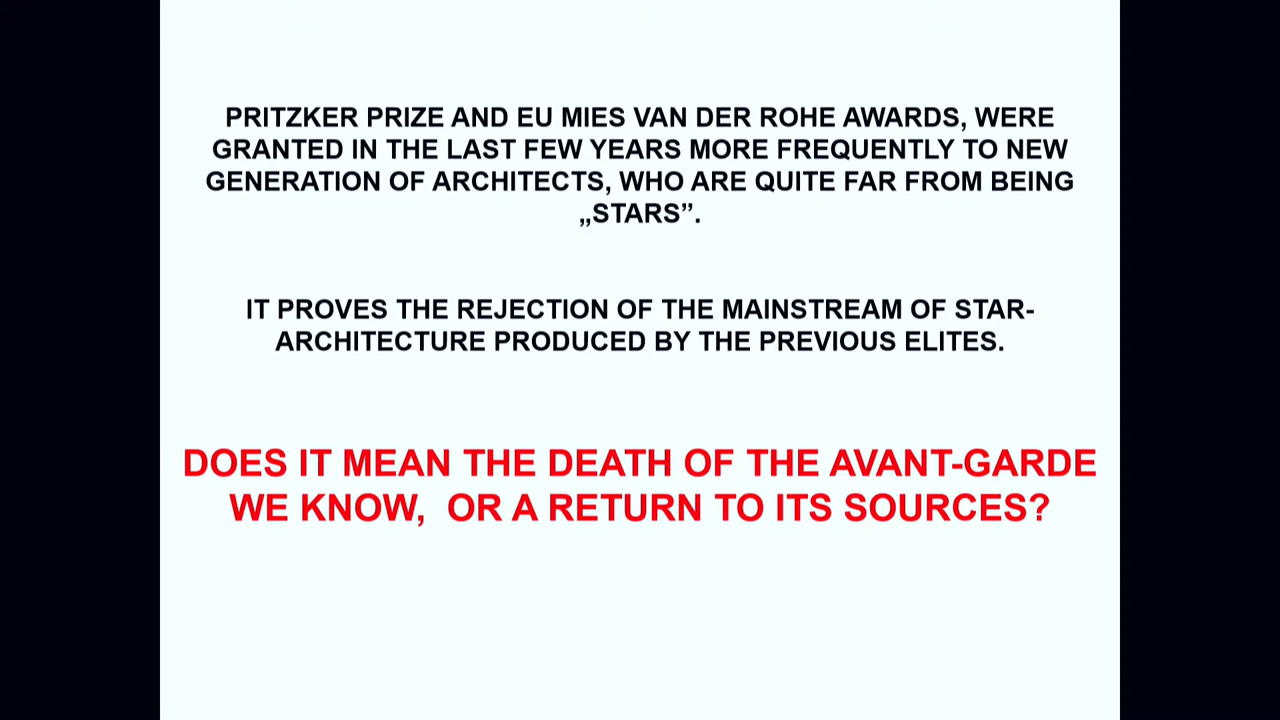 PRITZKER PRIZE AND EU MIES VAN DER ROHE AWARDS, WERE
GRANTED IN THE LAST FEW YEARS MORE FREQUENTLY TO NEW
GENERATION OF ARCHITECTS, WHO ARE QUITE FAR FROM BEING
„STARS”.
IT PROVES THE REJECTION OF THE MAINSTREAM OF STAR-
ARCHITECTURE PRODUCED BY THE PREVIOUS ELITES.
DOES IT MEAN THE DEATH OF THE AVANT-GARDE
WE KNOW,  OR A RETURN TO ITS SOURCES?